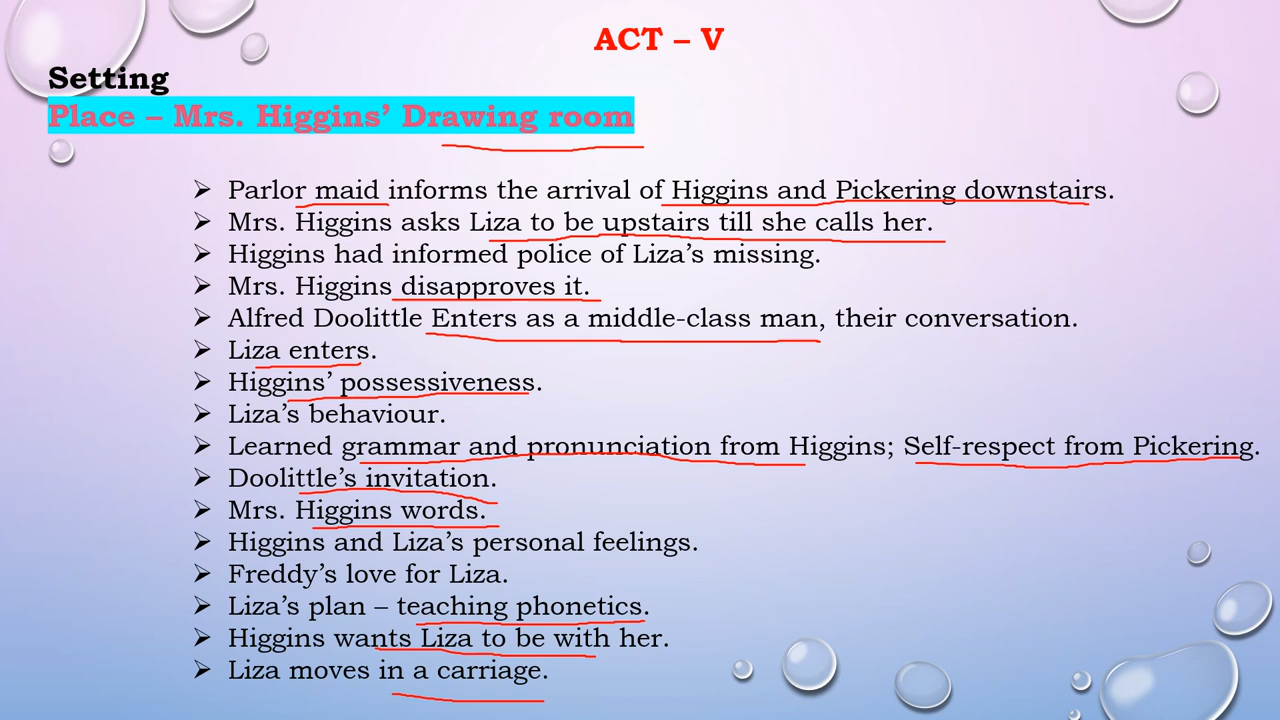 ACT – V
Setting
Place – Mrs. Higgins’ Drawing room
➢ Parlor maid informs the arrival of Higgins and Pickering downstairs.
➢ Mrs. Higgins asks Liza to be upstairs till she calls her.
➢ Higgins had informed police of Liza’s missing.
➢ Mrs. Higgins disapproves it.
➢ Alfred Doolittle Enters as a middle-class man, their conversation.
➢ Liza enters.
➢ Higgins’ possessiveness.
➢ Liza’s behaviour.
➢ Learned grammar and pronunciation from Higgins; Self-respect from Pickering.
➢ Doolittle’s invitation.
➢ Mrs. Higgins words.
➢ Higgins and Liza’s personal feelings.
➢ Freddy’s love for Liza.
➢ Liza’s plan – teaching phonetics.
➢ Higgins wants Liza to be with her.
➢ Liza moves in a carriage.